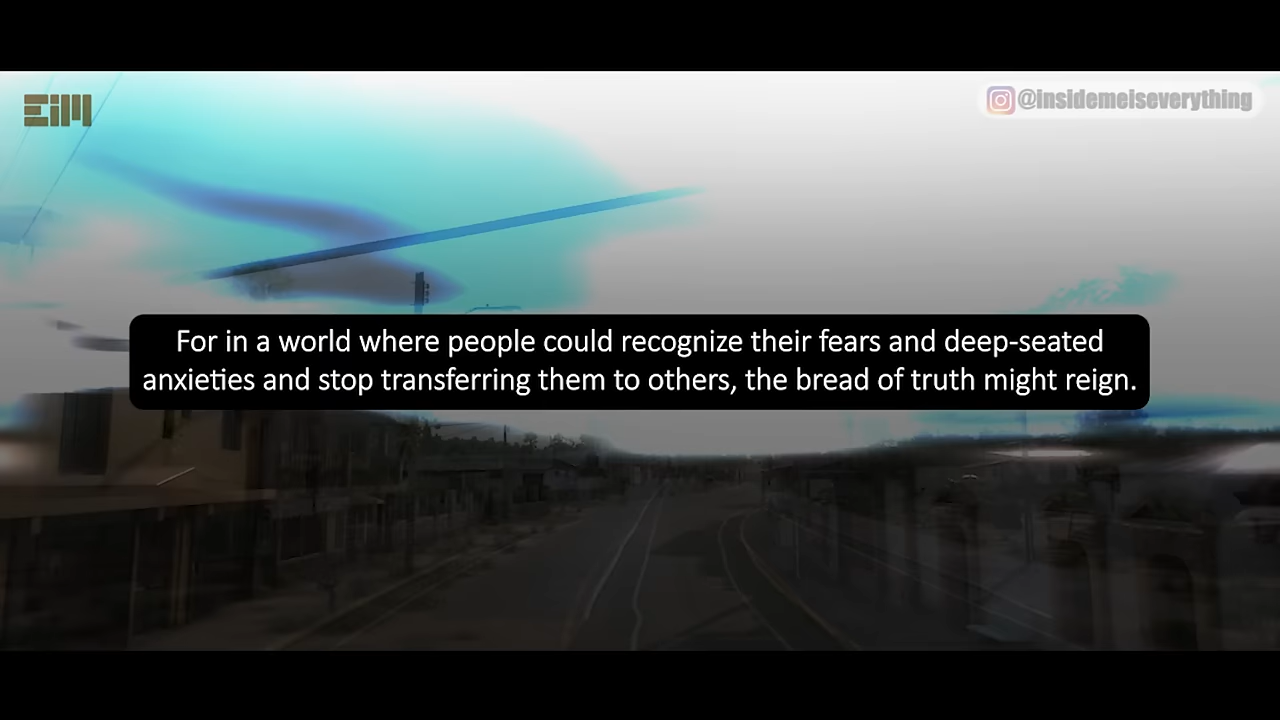 EiM
@insidemeiseverything
For in a world where people could recognize their fears and deep-seated
anxieties and stop transferring them to others, the bread of truth might reign.